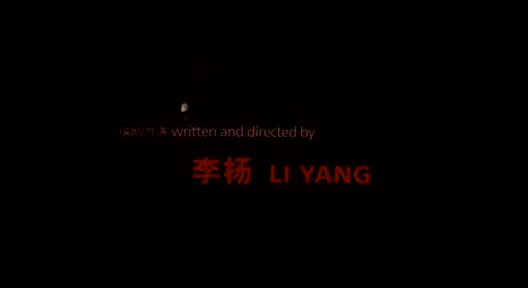 written and directed by
李杨 LI YANG